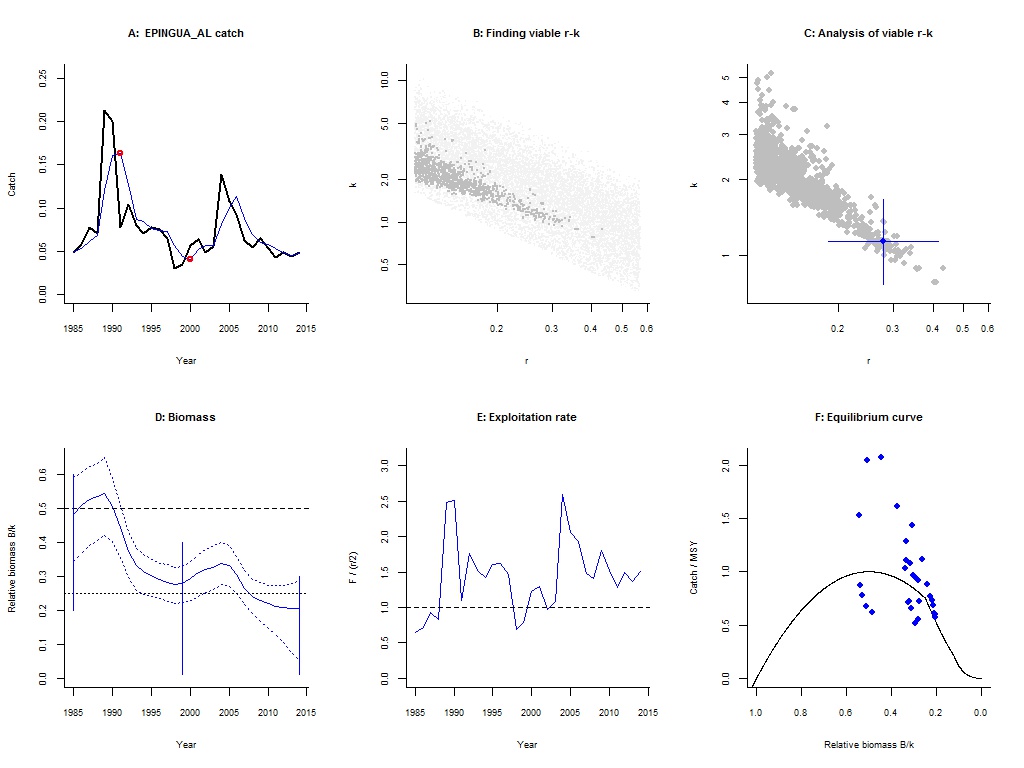 A:  EPINGUA_AL catch
Catch
0.00 0.05 0.10 0.15 0.20 0.25
1985 1990 1995 2000 2005 2010 2015
Year
B: Finding viable r-k
k
0.5 1.0 2.0 5.0 10.0
0.2 0.3 0.4 0.5 0.6
r
C: Analysis of viable r-k
k
1 2 3 4 5
0.2 0.3 0.4 0.5 0.6
r
D: Biomass
Relative biomass B/k
0.0 0.1 0.2 0.3 0.4 0.5 0.6
1985 1990 1995 2000 2005 2010 2015
Year
E: Exploitation rate
F / (r/2)
0.0 0.5 1.0 1.5 2.0 2.5 3.0
1985 1990 1995 2000 2005 2010 2015
Year
F: Equilibrium curve
Catch / MSY
0.0 0.5 1.0 1.5 2.0
1.0 0.8 0.6 0.4 0.2 0.0
Relative biomass B/k